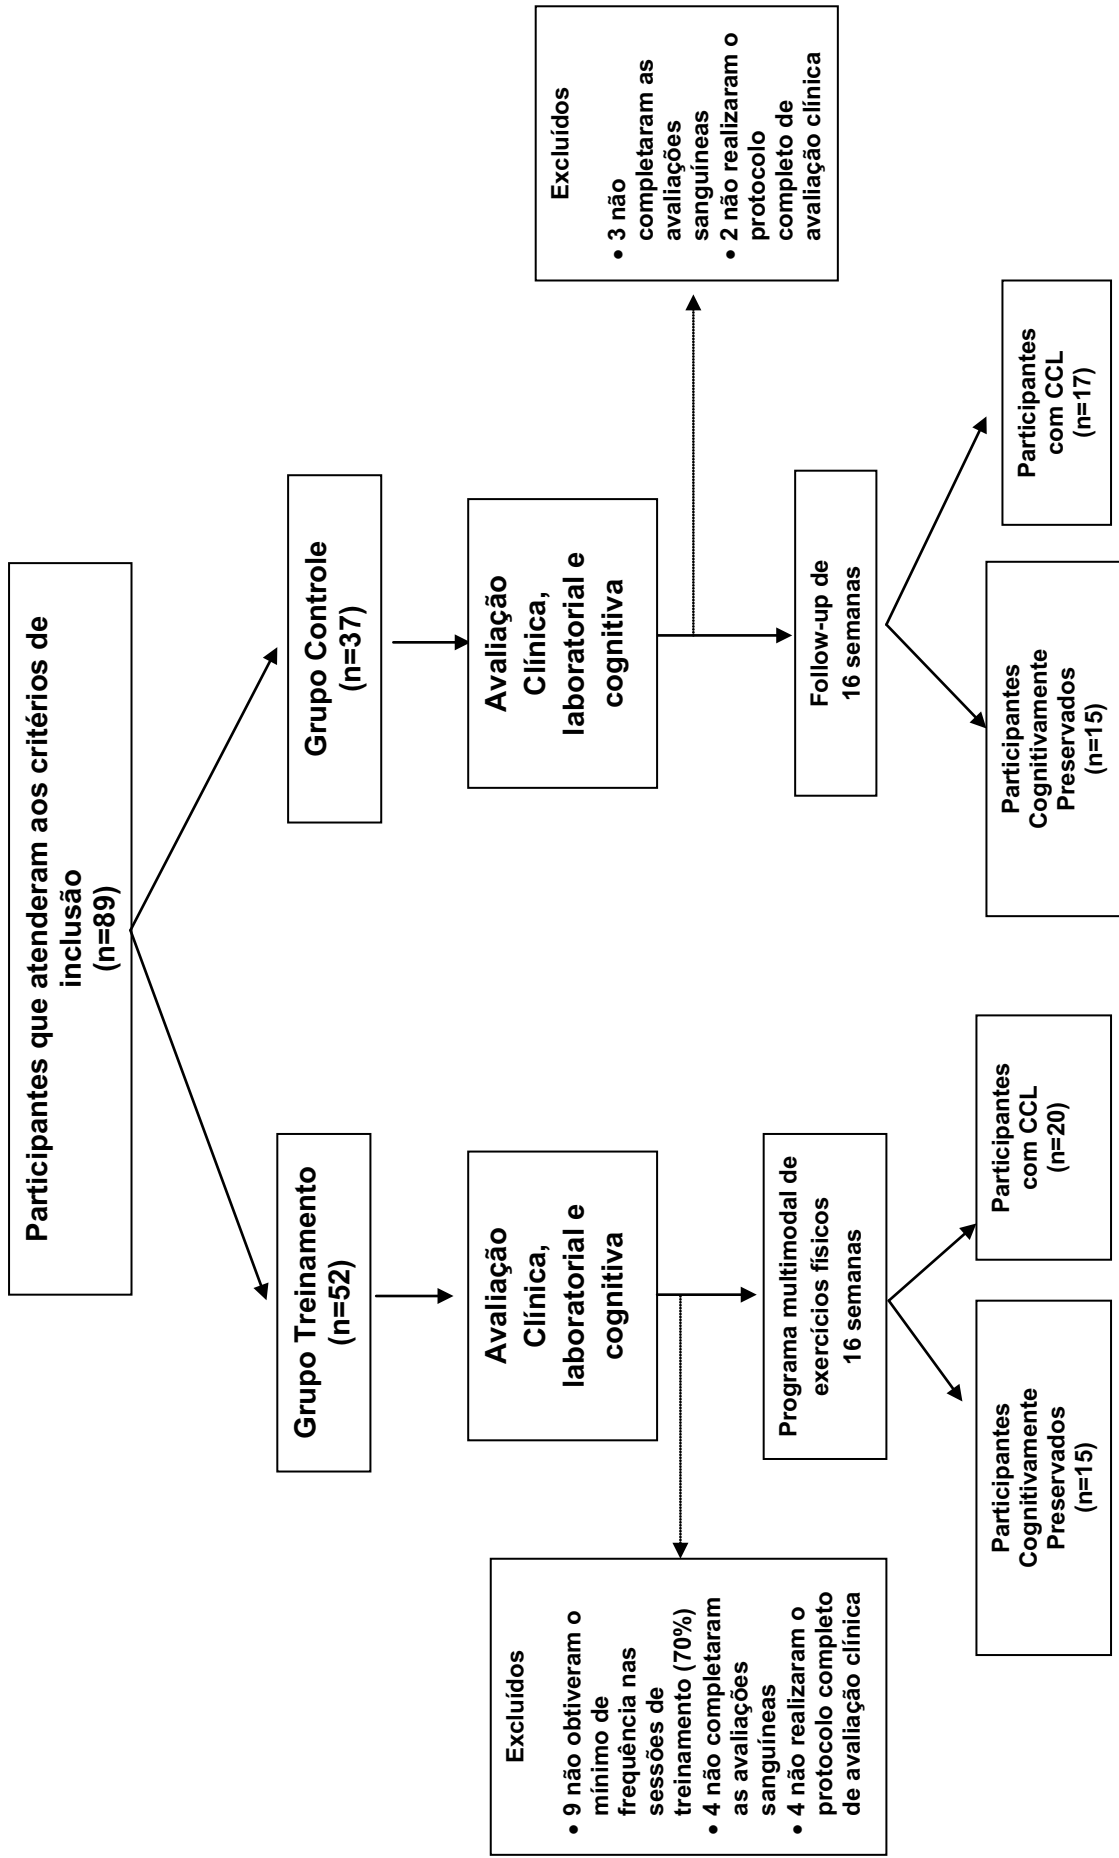 Participantes que atenderam aos critérios de
inclusão
(n=89)
Grupo Treinamento
(n=52)
Grupo Controle
(n=37)
Avaliação
Clínica,
laboratorial e
cognitiva
Avaliação
Clínica,
laboratorial e
cognitiva
Excluídos
• 9 não obtiveram o
mínimo de
frequência nas
sessões de
treinamento (70%)
• 4 não completaram
as avaliações
sanguíneas
• 4 não realizaram o
protocolo completo
de avaliação clínica
Excluídos
• 3 não
completaram as
avaliações
sanguíneas
• 2 não realizaram o
protocolo
completo de
avaliação clínica
Programa multimodal de
exercícios físicos
16 semanas
Follow-up de
16 semanas
Participantes
Cognitivamente
Preservados
(n=15)
Participantes
com CCL
(n=20)
Participantes
Cognitivamente
Preservados
(n=15)
Participantes
com CCL
(n=17)